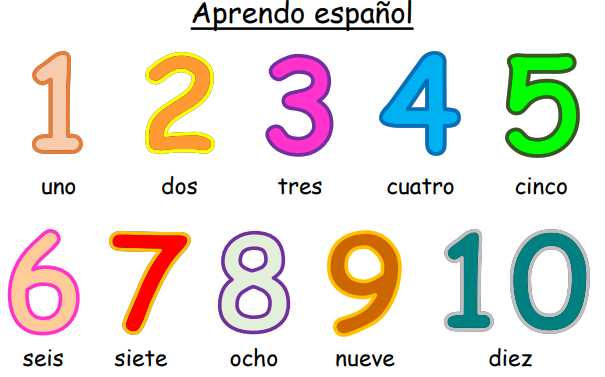 Aprendo español
1 2 3 4 5
uno dos tres cuatro cinco
6 7 8 9 10
seis siete ocho nueve diez